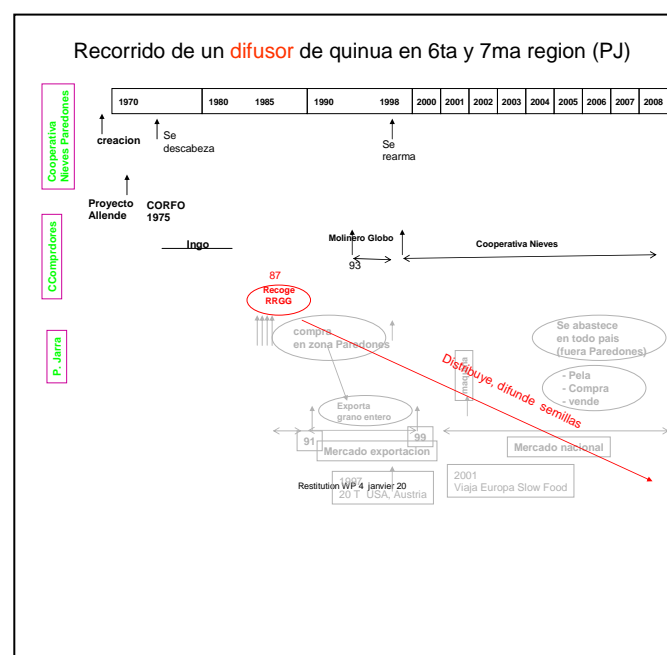 Recorrido de un difusor de quinua en 6ta y 7ma region (PJ)
Cooperativa
Nieves Paredones
1970 1980 1985 1990 1998 2000 2001 2002 2003 2004 2005 2006 2007 2008
creacion
Se
descabeza
Se
rearma
Proyecto
Allende
CORFO
1975
CComprdores
Ingo
Molinero Globo
93
Cooperativa Nieves
87
Recoge
RRGG
P. Jarra
compra
en zona Paredones
Se abastece
en todo pais
(fuera Paredones)
maquina
Distribuye, difunde semillas
- Pela
- Compra
- vende
Exporta
grano entero
91
99
Mercado exportacion
Mercado nacional
1997
20 T USA, Austria
2001
Viaja Europa Slow Food
Restitution WP 4 janvier 20